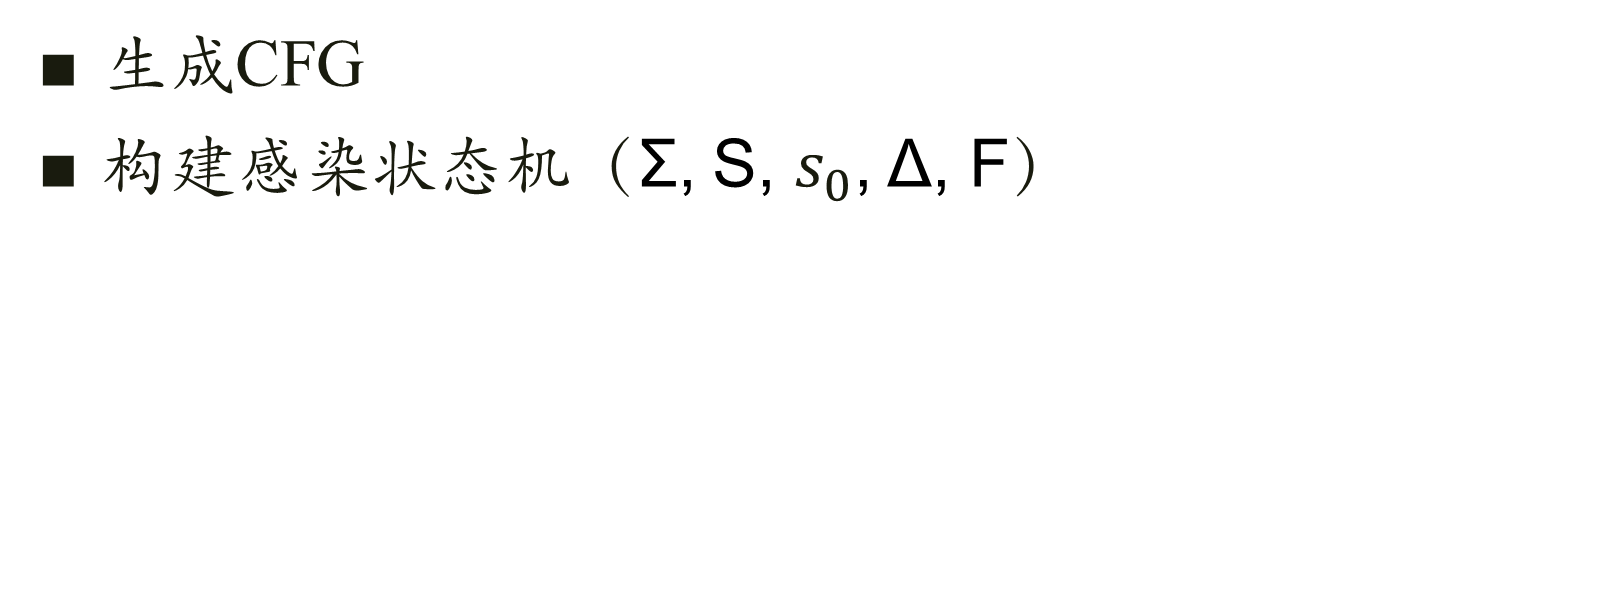 ■ 生成CFG
■ 构建感染状态机（Σ, S, s₀, Δ, F）